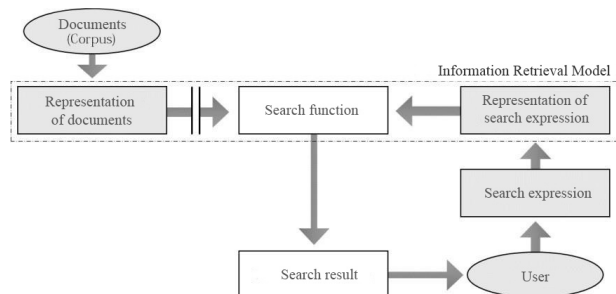 Documents
(Corpus)
Information Retrieval Model
Representation
of documents
Search function
Representation of
search expression
Search expression
Search result
User